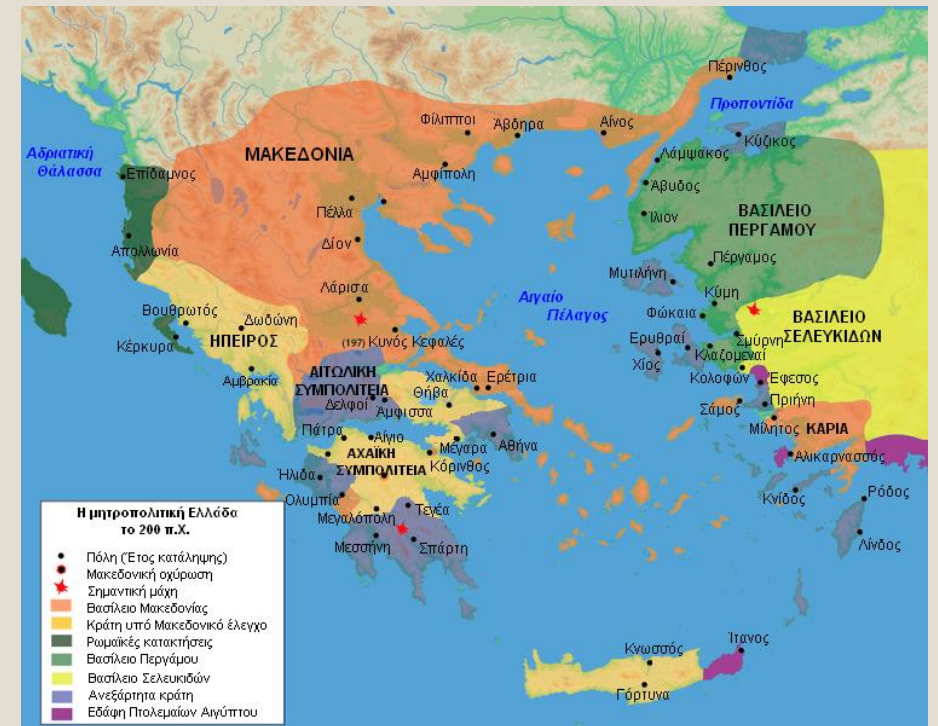 Πέρινθος
Προποντίδα
Φίλιπποι
Άβδηρα
Αίνος
Κύζικος
Αδριατική
Θάλασσα
ΜΑΚΕΔΟΝΙΑ
Λάμψακος
Επίδαμνος
Αμφίπολη
Άβυδος
Πέλλα
Ίλιον
ΒΑΣΙΛΕΙΟ
ΠΕΡΓΑΜΟΥ
Απολλωνία
Δίον
Πέργαμος
Μυτιλήνη
Λάρισα
Αιγαίο
Πέλαγος
Κύμη
Βουθρωτός
Δωδώνη
Φώκαια
ΒΑΣΙΛΕΙΟ
ΣΕΛΕΥΚΙΔΩΝ
ΗΠΕΙΡΟΣ
(197) Κυνός Κεφαλές
Ερυθραί
Σμύρνη
Κέρκυρα
Χίος
Κλαζομεναί
ΑΙΤΩΛΙΚΗ
ΣΥΜΠΟΛΙΤΕΙΑ
Χαλκίδα
Ερέτρια
Κολοφών
Αμβρακία
Θήβα
Έφεσος
Δελφοί
Άμφισσα
Σάμος
Πριήνη
Πάτρα
Αίγιο
Μέγαρα
Αθήνα
Μίλητος
ΚΑΡΙΑ
ΑΧΑΪΚΗ
ΣΥΜΠΟΛΙΤΕΙΑ
Κόρινθος
Αλικαρνασσός
Ήλιδα
Ολυμπία
Κνίδος
Ρόδος
Μεγαλόπολη
Τεγέα
Μεσσήνη
Σπάρτη
Λίνδος
Η μητροπολιτική Ελλάδα
το 200 π.Χ.
Πόλη (Έτος κατάληψης)
Μακεδονική οχύρωση
Σημαντική μάχη
Βασίλειο Μακεδονίας
Κράτη υπό Μακεδονικό έλεγχο
Ρωμαϊκές κατακτήσεις
Βασίλειο Περγάμου
Βασίλειο Σελευκιδών
Ανεξάρτητα κράτη
Εδάφη Πτολεμαίων Αιγύπτου
Ίτανος
Κνωσσός
Γόρτυνα